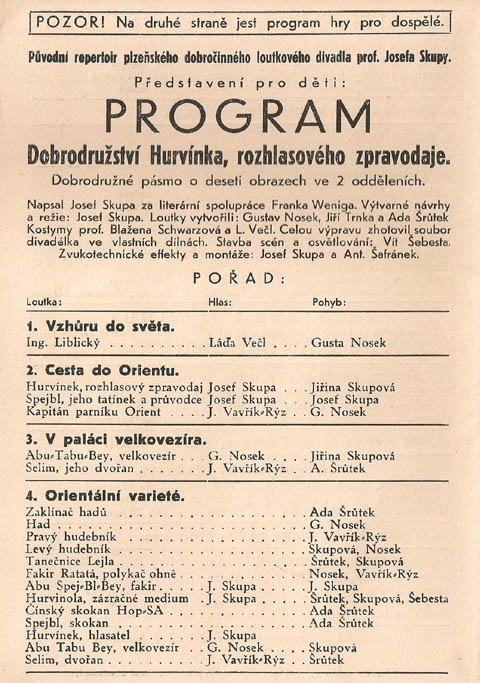 POZOR! Na druhé straně jest program hry pro dospělé.
Původní repertoir plzeňského dobročinného loutkového divadla prof. Josefa Skupy.
Představení pro děti:
PROGRAM
Dobrodružství Hurvínka, rozhlasového zpravodaje.
Dobrodružné pásmo o deseti obrazech ve 2 odděleních.
Napsal Josef Skupa za literární spolupráce Franka Weniga. Výtvarné návrhy
a režie: Josef Skupa. Loutky vytvořili: Gustav Nosek, Jiří Trnka a Ada Šrůtek
Kostymy prof. Blažena Schwarzová a L. Večl. Celou výpravu zhotovil soubor
divadélka ve vlastních dílnách. Stavba scén a osvětlování: Vít Šebesta.
Zvukotechnické effekty a montáže: Josef Skupa a Ant. Šafránek.
POŘAD:
Loutka: Hlas: Pohyb:
1. Vzhůru do světa.
Ing. Liblický . . . . . . . . . . Láďa Večl . . . . Gusta Nosek
2. Cesta do Orientu.
Hurvínek, rozhlasový zpravodaj Josef Skupa . . . Jiřina Skupová
Spejbl, jeho tatínek a průvodce Josef Skupa . . . Josef Skupa
Kapitán parníku Orient . . . . J. Vavřík-Rýz . . G. Nosek
3. V paláci velkovezíra.
Abu-Tabu-Bey, velkovezír . . G. Nosek . . . . Jiřina Skupová
Selim, jeho dvořan . . . . . . J. Vavřík-Rýz . . A. Šrůtek
4. Orientální varieté.
Zaklínač hadů . . . . . . . . . . . . . . . . . . . Ada Šrůtek
Had . . . . . . . . . . . . . . . . . . . . . . . . G. Nosek
Pravý hudebník . . . . . . . . . . . . . . . . . . J. Vavřík-Rýz
Levý hudebník . . . . . . . . . . . . . . . . . . Skupová, Nosek
Tanečnice Lejla . . . . . . . . . . . . . . . . . Šrůtek, Skupová
Fakir Ratatá, polykač ohně . . . . . . . . . . . . Nosek, Vavřík-Rýz
Abu Spej-Bl-Bey, fakir . . . . . J. Skupa . . . . . J. Skupa
Hurvinola, zázračné medium . J. Skupa . . . . . Šrůtek, Skupová, Šebesta
Čínský skokan Hop-SA . . . . . . . . . . . . . . Ada Šrůtek
Spejbl, skokan . . . . . . . . . . . . . . . . . . Ada Šrůtek
Hurvínek, hlasatel . . . . . . . J. Skupa
Abu Tabu Bey, velkovezír . . G. Nosek . . . . . Skupová
Selim, dvořan . . . . . . . . . J. Vavřík-Rýz . . Šrůtek